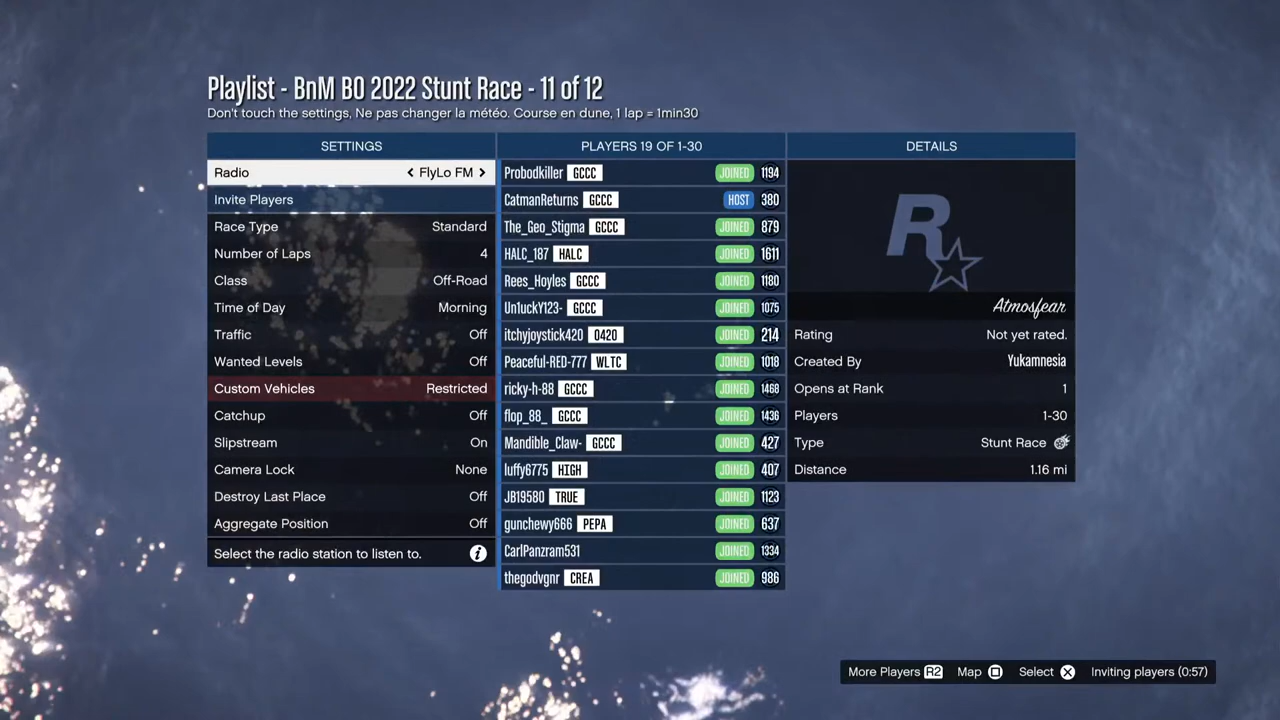 Playlist - BnM BO 2022 Stunt Race - 11 of 12
Don't touch the settings, Ne pas changer la météo. Course en dune, 1 lap = 1min30
SETTINGS
Radio FlyLo FM
Invite Players
Race Type Standard
Number of Laps 4
Class Off-Road
Time of Day Morning
Traffic Off
Wanted Levels Off
Custom Vehicles Restricted
Catchup Off
Slipstream On
Camera Lock None
Destroy Last Place Off
Aggregate Position Off
Select the radio station to listen to.
PLAYERS 19 OF 1-30
Probodkiller GCCC JOINED 1194
CatmanReturns GCCC HOST 380
The_Geo_Stigma GCCC JOINED 879
HALC_187 HALC JOINED 1611
Rees_Hoyles GCCC JOINED 1180
Un1uckY123- GCCC JOINED 1075
itchyjoystick420 0420 JOINED 214
Peaceful-RED-777 WLTC JOINED 1018
ricky-h-88 GCCC JOINED 1468
flop_88_ GCCC JOINED 1436
Mandible_Claw- GCCC JOINED 427
luffy6775 HIGH JOINED 407
JB19580 TRUE JOINED 1123
gunchewy666 PEPA JOINED 637
CarlPanzram531 JOINED 1334
thegodvgnr CREA JOINED 986
DETAILS
R
Atmosfear
Rating Not yet rated.
Created By Yukamnesia
Opens at Rank 1
Players 1-30
Type Stunt Race
Distance 1.16 mi
More Players R2 Map Select Inviting players (0:57)